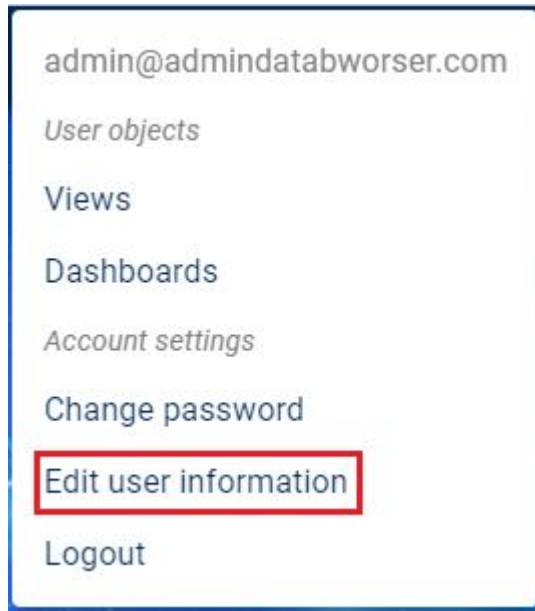 admin@admindatabworser.com
User objects
Views
Dashboards
Account settings
Change password
Edit user information
Logout